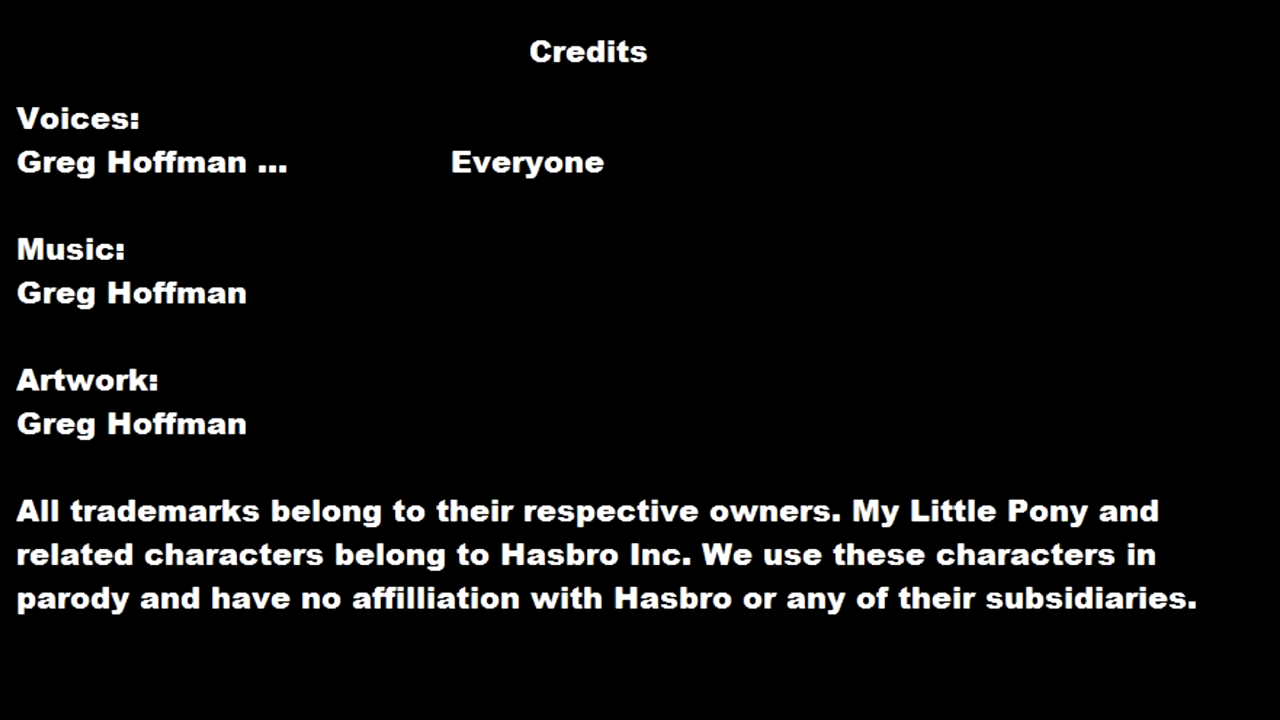 Credits
Voices:
Greg Hoffman ... Everyone
Music:
Greg Hoffman
Artwork:
Greg Hoffman
All trademarks belong to their respective owners. My Little Pony and
related characters belong to Hasbro Inc. We use these characters in
parody and have no affilliation with Hasbro or any of their subsidiaries.